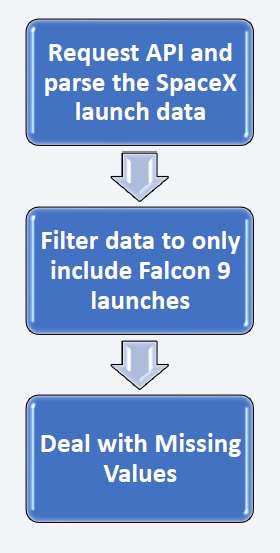 Request API and
parse the SpaceX
launch data
Filter data to only
include Falcon 9
launches
Deal with Missing
Values